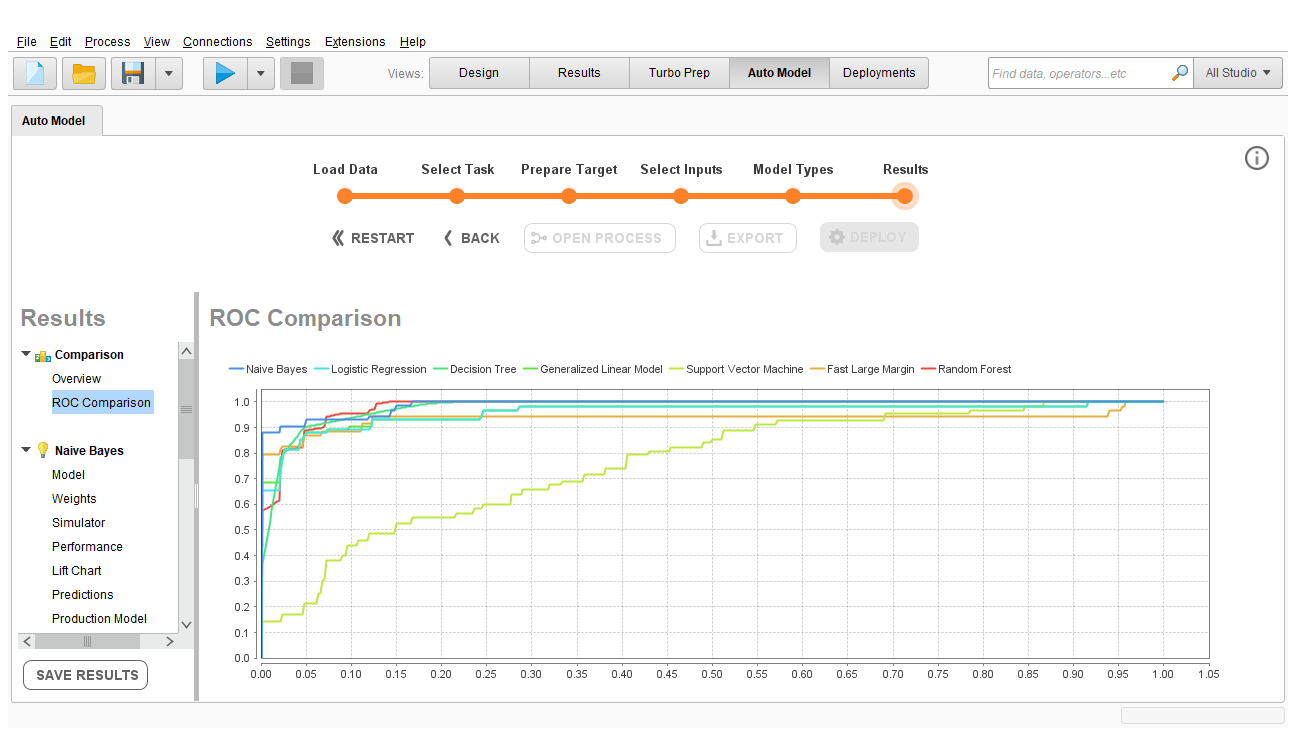 File Edit Process View Connections Settings Extensions Help
Views: Design Results Turbo Prep Auto Model Deployments Find data, operators...etc All Studio
Auto Model
Load Data Select Task Prepare Target Select Inputs Model Types Results
RESTART BACK OPEN PROCESS EXPORT DEPLOY
Results
Comparison
Overview
ROC Comparison
Naive Bayes
Model
Weights
Simulator
Performance
Lift Chart
Predictions
Production Model
SAVE RESULTS
ROC Comparison
Naive Bayes Logistic Regression Decision Tree Generalized Linear Model Support Vector Machine Fast Large Margin Random Forest
1.0
0.9
0.8
0.7
0.6
0.5
0.4
0.3
0.2
0.1
0.0
0.00 0.05 0.10 0.15 0.20 0.25 0.30 0.35 0.40 0.45 0.50 0.55 0.60 0.65 0.70 0.75 0.80 0.85 0.90 0.95 1.00 1.05